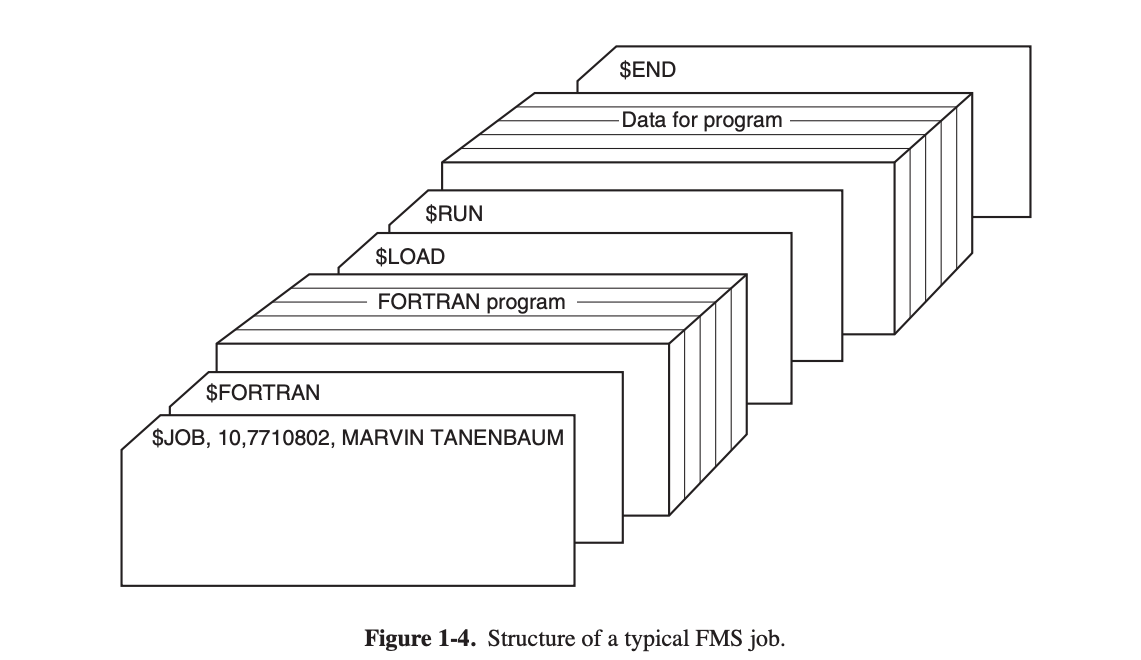 $END
Data for program
$RUN
$LOAD
FORTRAN program
$FORTRAN
$JOB, 10,7710802, MARVIN TANENBAUM
Figure 1-4. Structure of a typical FMS job.